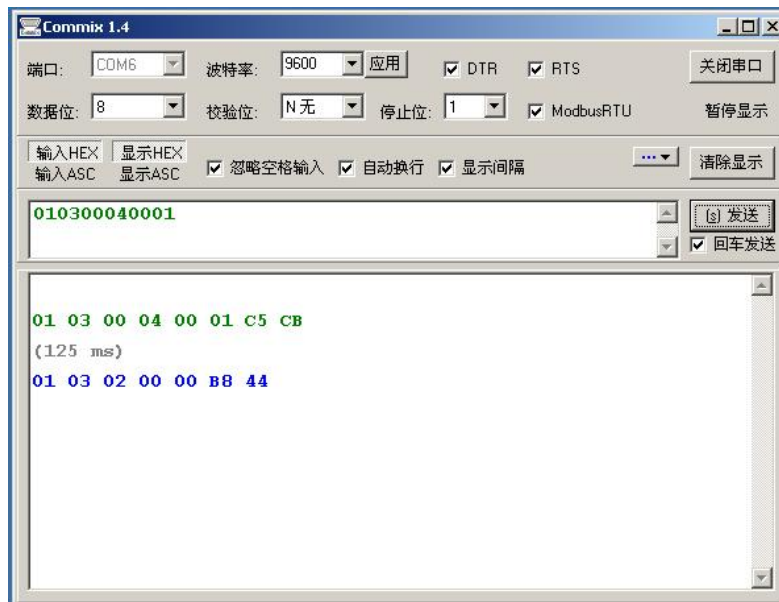 Commix 1.4
端口: COM6 波特率: 9600 应用 DTR RTS 关闭串口
数据位: 8 校验位: N 无 停止位: 1 ModbusRTU 暂停显示
输入HEX 显示HEX
输入ASC 显示ASC 忽略空格输入 自动换行 显示间隔 ... 清除显示
010300040001 (s) 发送
回车发送
01 03 00 04 00 01 C5 CB
(125 ms)
01 03 02 00 00 B8 44